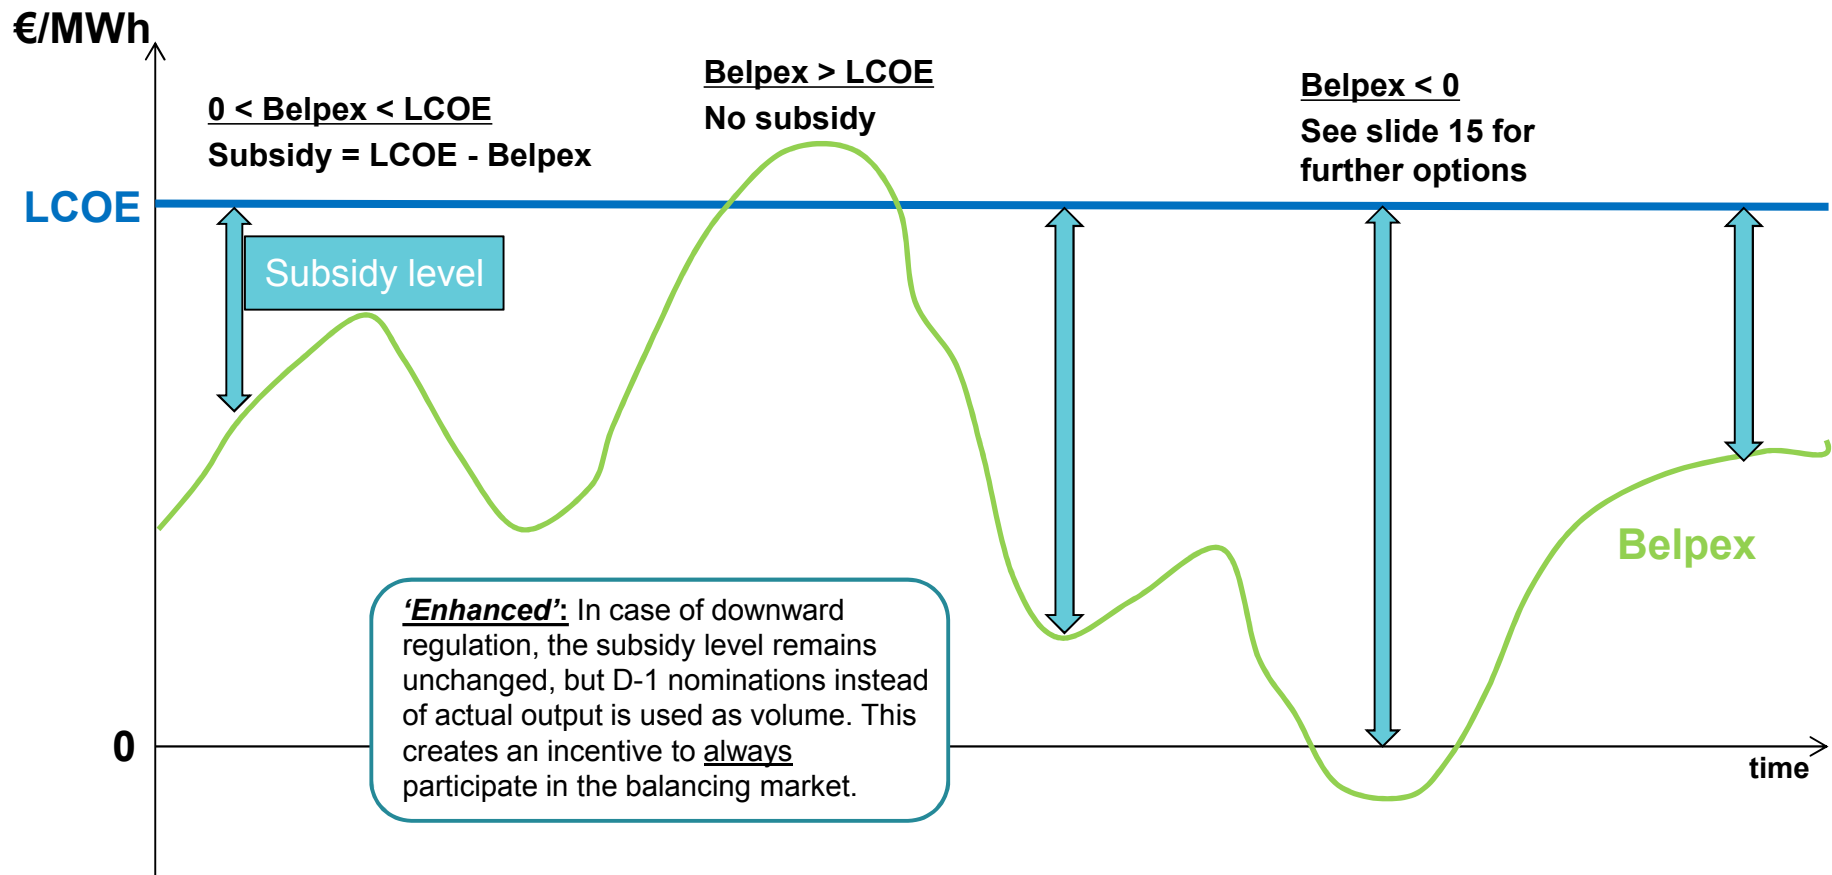 €/MWh
0 < Belpex < LCOE
Subsidy = LCOE - Belpex
Belpex > LCOE
No subsidy
Belpex < 0
See slide 15 for
further options
LCOE
Subsidy level
Belpex
‘Enhanced’: In case of downward
regulation, the subsidy level remains
unchanged, but D-1 nominations instead
of actual output is used as volume. This
creates an incentive to always
participate in the balancing market.
0
time